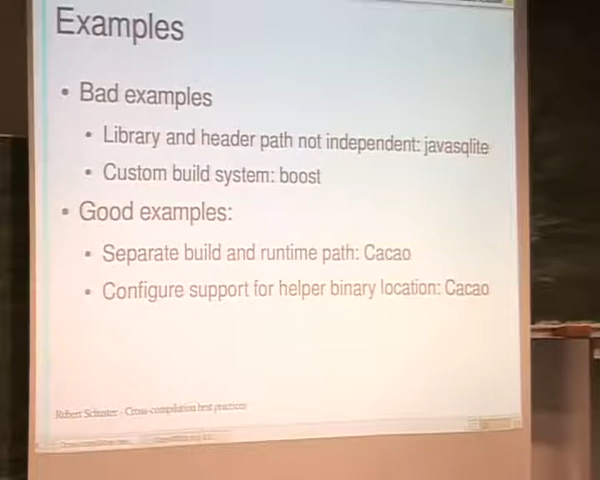 Examples
• Bad examples
• Library and header path not independent: javasqlite
• Custom build system: boost
• Good examples:
• Separate build and runtime path: Cacao
• Configure support for helper binary location: Cacao
Robert Schuster - Cross-compilation best practices